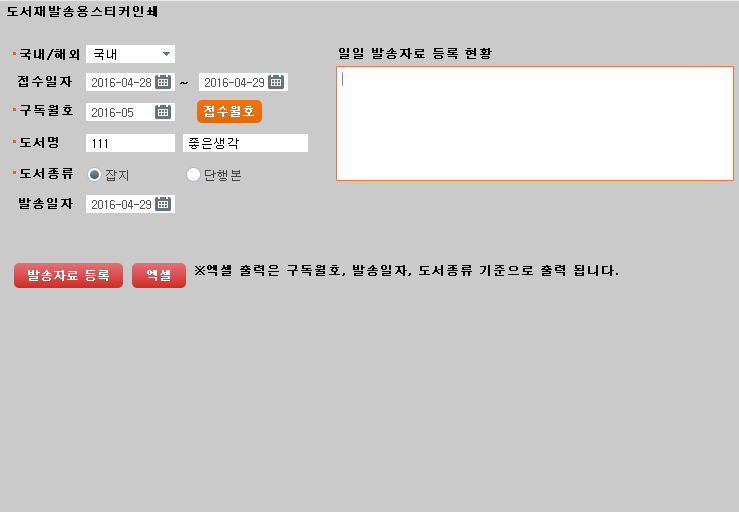 도서재발송용스티커인쇄
국내/해외 국내
일일 발송자료 등록 현황
접수일자 2016-04-28 ~ 2016-04-29
구독월호 2016-05 접수월호
도서명 111 좋은생각
도서종류 잡지 단행본
발송일자 2016-04-29
발송자료 등록 엑셀 ※엑셀 출력은 구독월호, 발송일자, 도서종류 기준으로 출력 됩니다.